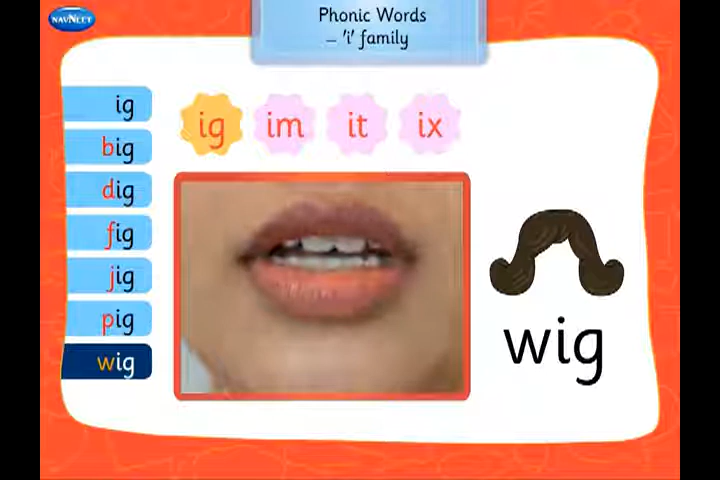 NAVNEET
Phonic Words
– 'i' family
ig
big
dig
fig
jig
pig
wig
ig im it ix
wig